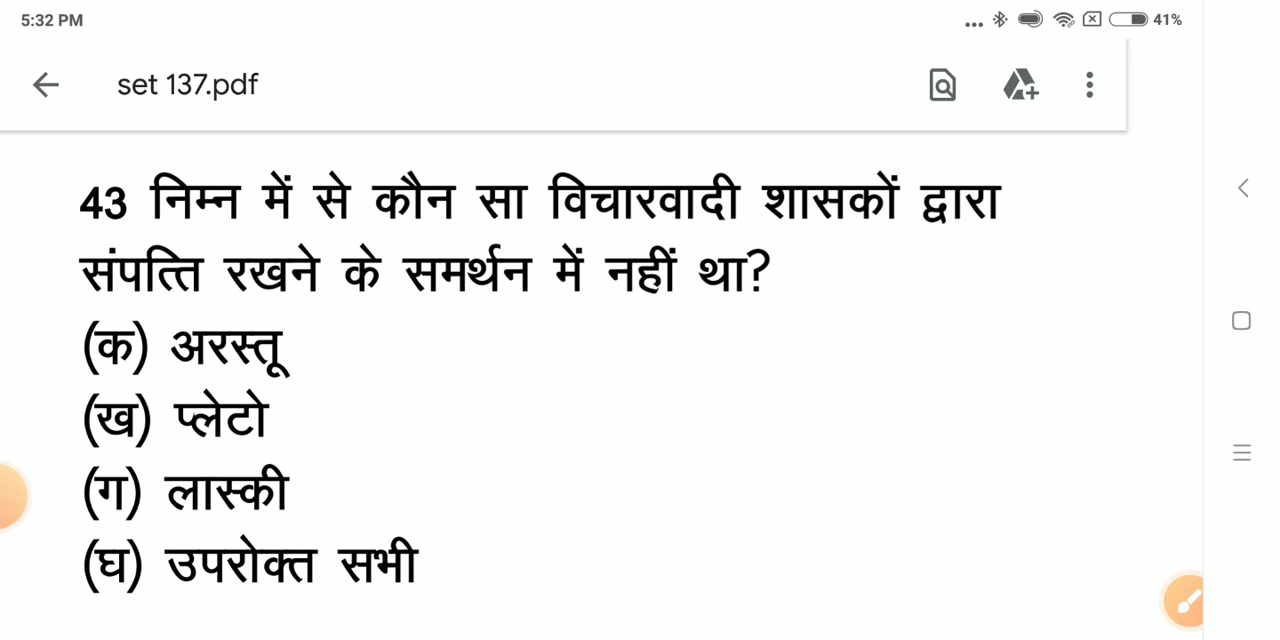 5:32 PM
41%
set 137.pdf
43 निम्न में से कौन सा विचारवादी शासकों द्वारा
संपत्ति रखने के समर्थन में नहीं था?
(क) अरस्तू
(ख) प्लेटो
(ग) लास्की
(घ) उपरोक्त सभी